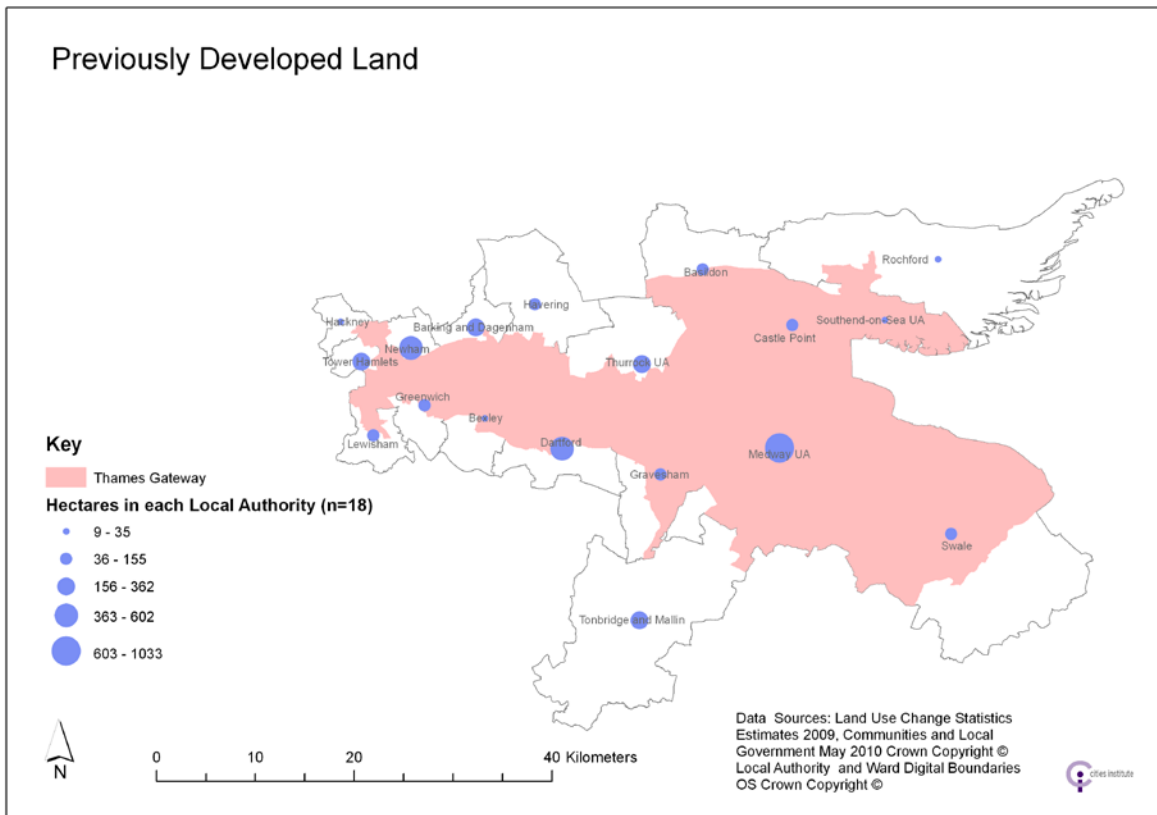 Previously Developed Land
Rochford
Basildon
Havering
Hackney
Barking and Dagenham
Southend-on-Sea UA
Castle Point
Newham
Tower Hamlets
Thurrock UA
Greenwich
Bexley
Lewisham
Dartford
Medway UA
Gravesham
Swale
Tonbridge and Mallin
Key
Thames Gateway
Hectares in each Local Authority (n=18)
9 - 35
36 - 155
156 - 362
363 - 602
603 - 1033
N
0 10 20 40 Kilometers
Data Sources: Land Use Change Statistics
Estimates 2009, Communities and Local
Government May 2010 Crown Copyright ©
Local Authority and Ward Digital Boundaries
OS Crown Copyright ©
cities institute